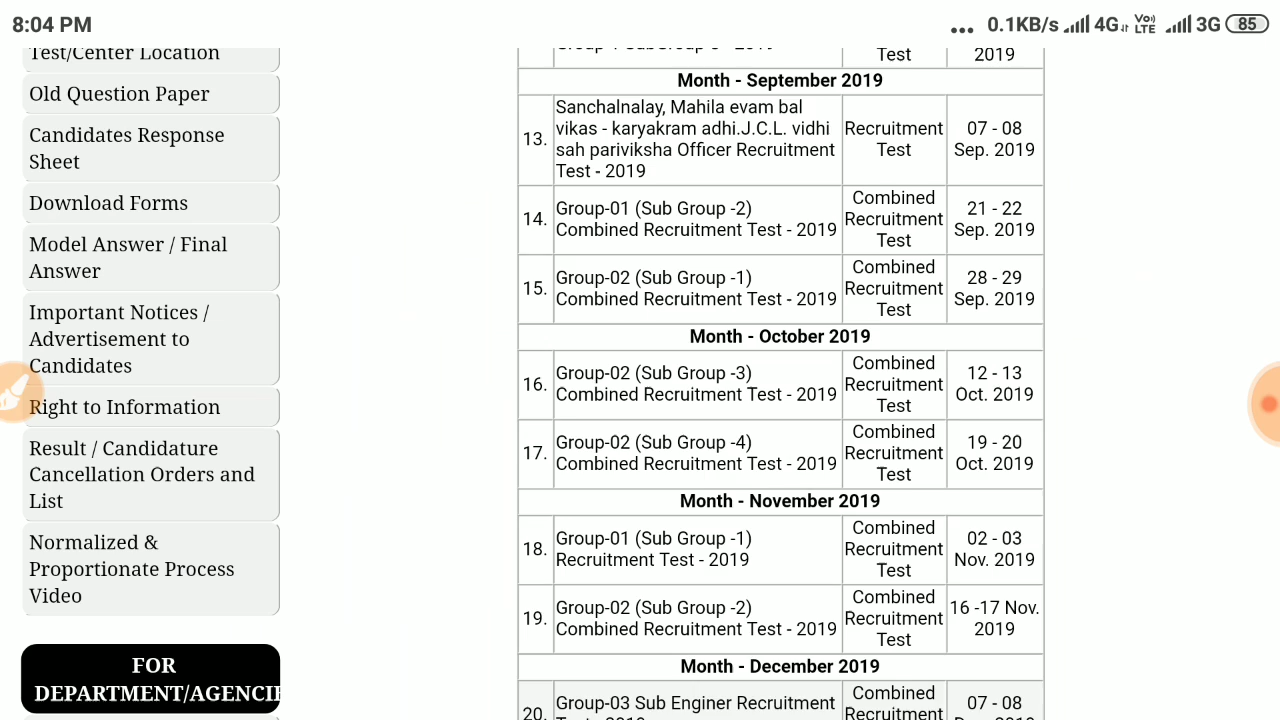 8:04 PM
... 0.1KB/s 4G Vo) LTE 3G 85
Test/Center Location
Old Question Paper
Candidates Response
Sheet
Download Forms
Model Answer / Final
Answer
Important Notices /
Advertisement to
Candidates
Right to Information
Result / Candidature
Cancellation Orders and
List
Normalized &
Proportionate Process
Video
FOR
DEPARTMENT/AGENCIE
Test 2019
Month - September 2019
13. Sanchalnalay, Mahila evam bal
vikas - karyakram adhi.J.C.L. vidhi
sah pariviksha Officer Recruitment
Test - 2019
Recruitment
Test
07 - 08
Sep. 2019
14. Group-01 (Sub Group -2)
Combined Recruitment Test - 2019
Combined
Recruitment
Test
21 - 22
Sep. 2019
15. Group-02 (Sub Group -1)
Combined Recruitment Test - 2019
Combined
Recruitment
Test
28 - 29
Sep. 2019
Month - October 2019
16. Group-02 (Sub Group -3)
Combined Recruitment Test - 2019
Combined
Recruitment
Test
12 - 13
Oct. 2019
17. Group-02 (Sub Group -4)
Combined Recruitment Test - 2019
Combined
Recruitment
Test
19 - 20
Oct. 2019
Month - November 2019
18. Group-01 (Sub Group -1)
Recruitment Test - 2019
Combined
Recruitment
Test
02 - 03
Nov. 2019
19. Group-02 (Sub Group -2)
Combined Recruitment Test - 2019
Combined
Recruitment
Test
16 -17 Nov.
2019
Month - December 2019
20. Group-03 Sub Enginer Recruitment
Combined
Recruitment
07 - 08